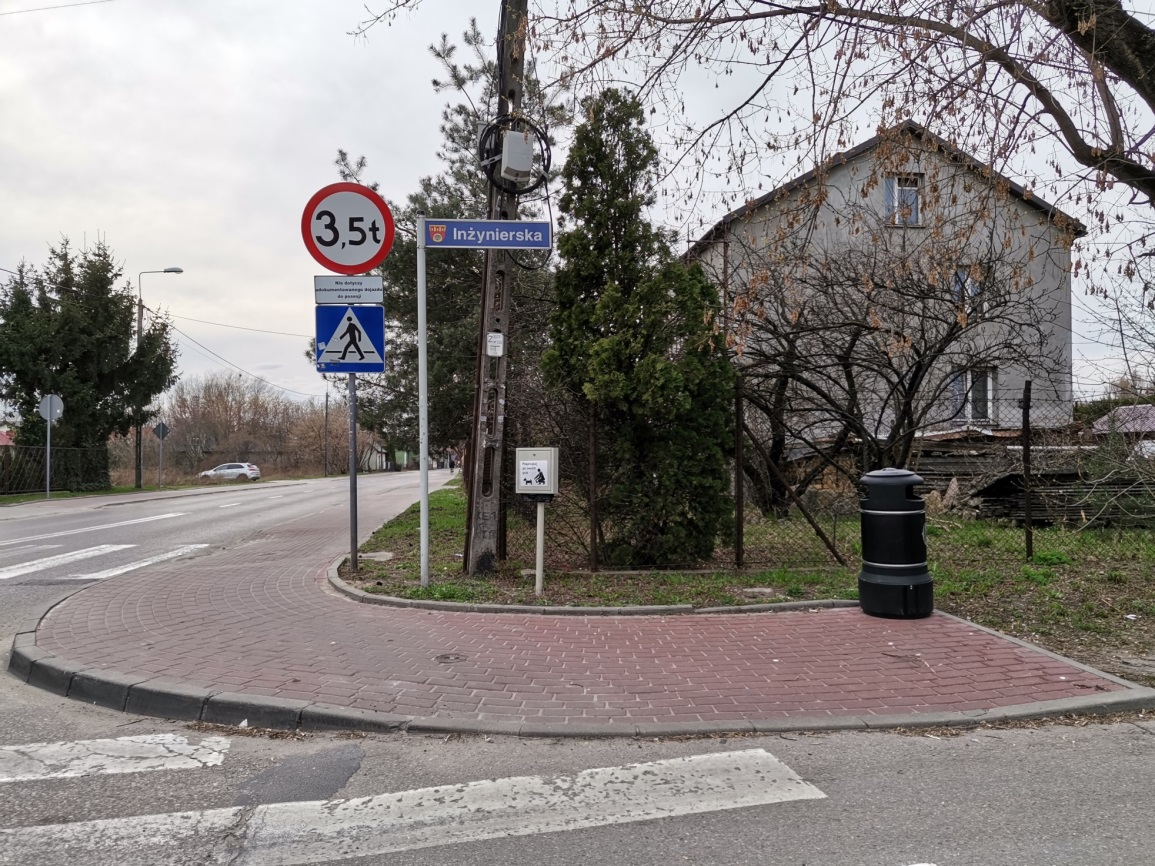 3,5t
Inżynierska
Nie dotyczy
udokumentowanego dojazdu
do posesji